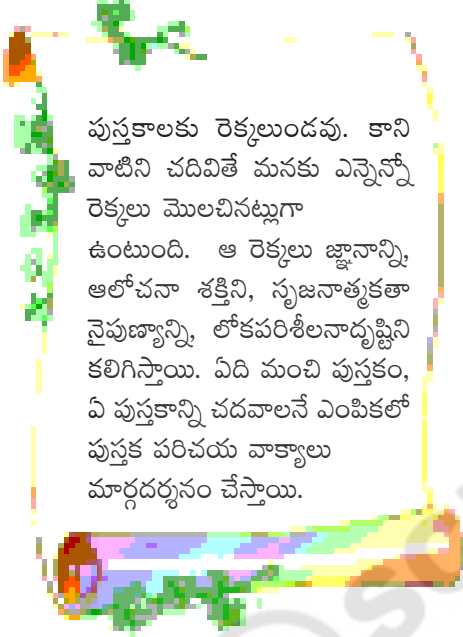 పుస్తకాలకు రెక్కలుండవు. కాని
వాటిని చదివితే మనకు ఎన్నెన్నో
రెక్కలు మొలచినట్లుగా
ఉంటుంది. ఆ రెక్కలు జ్ఞానాన్ని,
ఆలోచనా శక్తిని, సృజనాత్మకతా
నైపుణ్యాన్ని, లోకపరిశీలనాదృష్టిని
కలిగిస్తాయి. ఏది మంచి పుస్తకం,
ఏ పుస్తకాన్ని చదవాలనే ఎంపికలో
పుస్తక పరిచయ వాక్యాలు
మార్గదర్శనం చేస్తాయి.